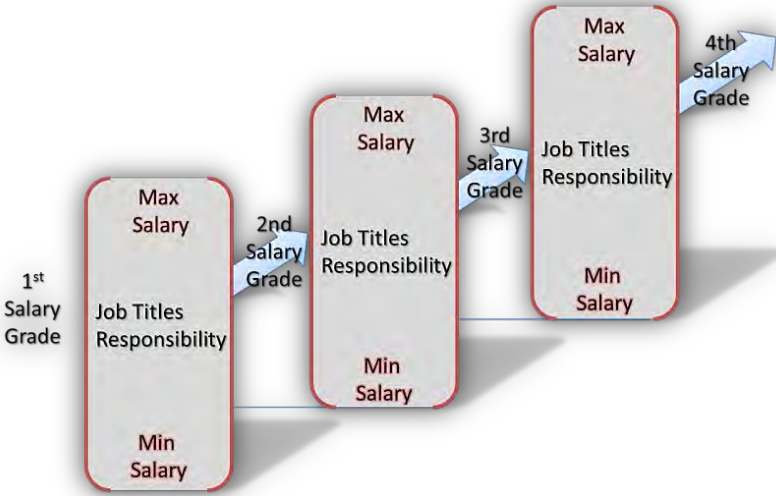 1st
Salary
Grade
Max
Salary
Job Titles
Responsibility
Min
Salary
2nd
Salary
Grade
Max
Salary
Job Titles
Responsibility
Min
Salary
3rd
Salary
Grade
Max
Salary
Job Titles
Responsibility
Min
Salary
4th
Salary
Grade